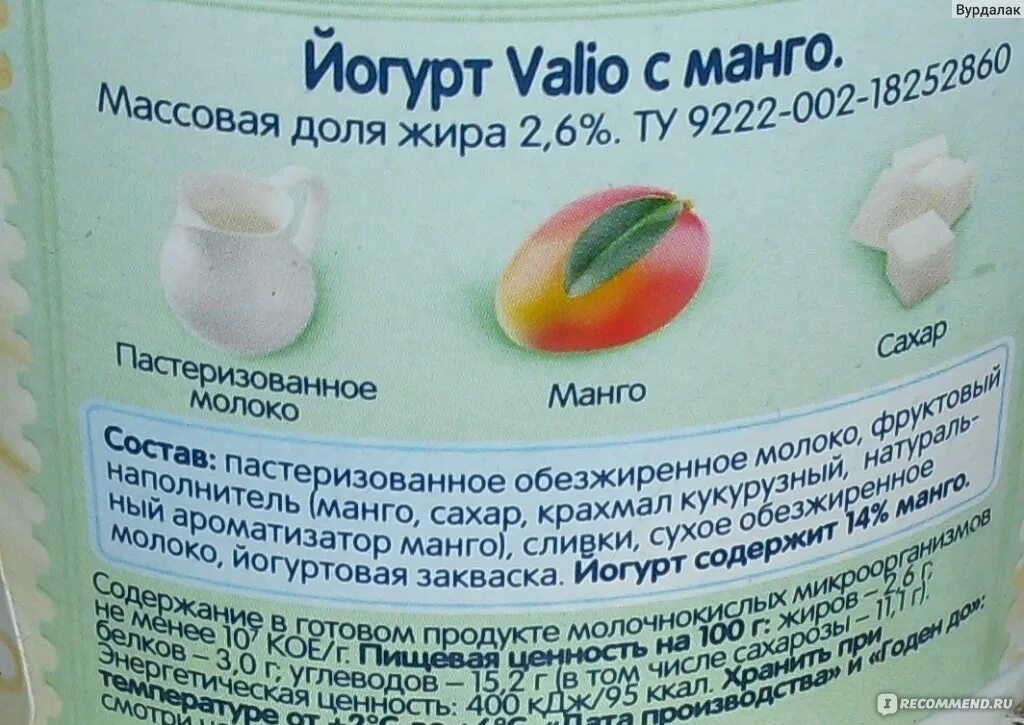 Вурдалак
Йогурт Valio с манго.
Массовая доля жира 2,6%. ТУ 9222-002-18252860
Пастеризованное
молоко
Манго
Сахар
Состав: пастеризованное обезжиренное молоко, фруктовый
наполнитель (манго, сахар, крахмал кукурузный, натураль-
ный ароматизатор манго), сливки, сухое обезжиренное
молоко, йогуртовая закваска. Йогурт содержит 14% манго.
Содержание в готовом продукте молочнокислых микроорганизмов
не менее 10⁷ КОЕ/г. Пищевая ценность на 100 г: жиров – 2,6 г;
белков – 3,0 г; углеводов – 15,2 г (в том числе сахарозы – 11,1 г).
Энергетическая ценность: 400 кДж/95 ккал. Хранить при
температуре от +2°С до +6°С. «Дата производства» и «Годен до»:
смотри
I RECOMMEND.RU